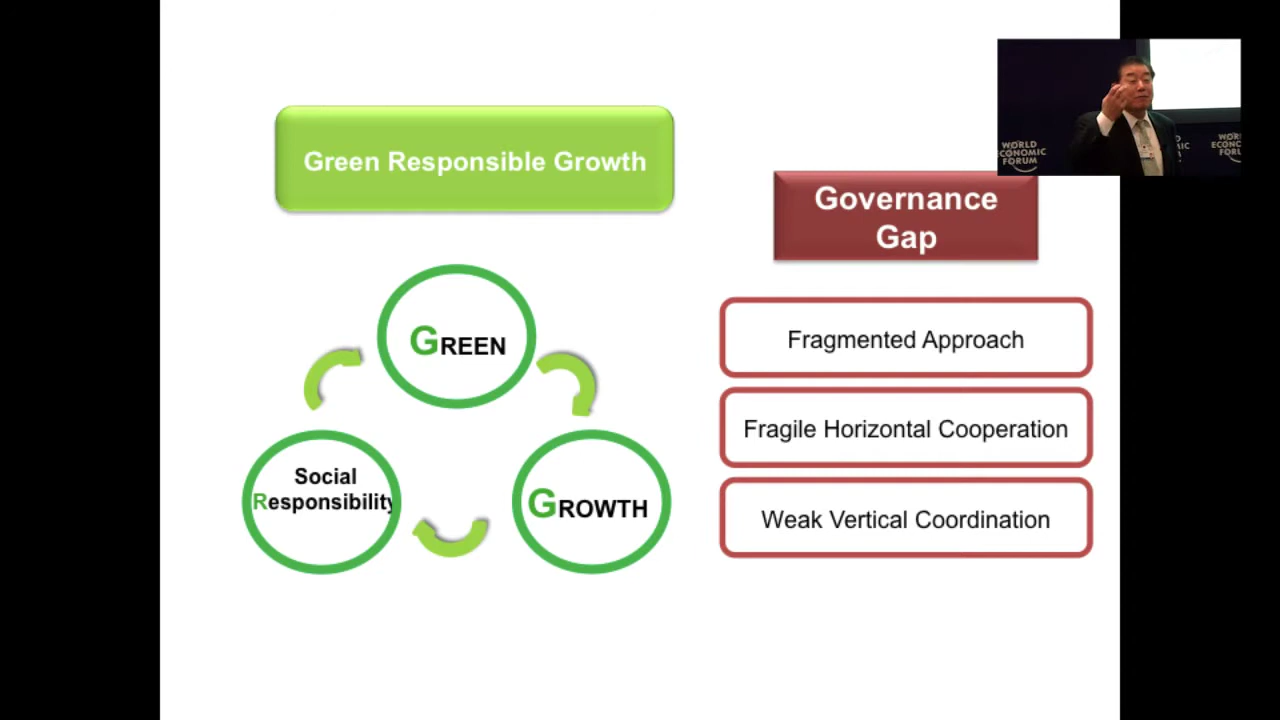 Green Responsible Growth
Governance
Gap
GREEN
Social
Responsibility
GROWTH
Fragmented Approach
Fragile Horizontal Cooperation
Weak Vertical Coordination
WORLD
ECONOMIC
FORUM